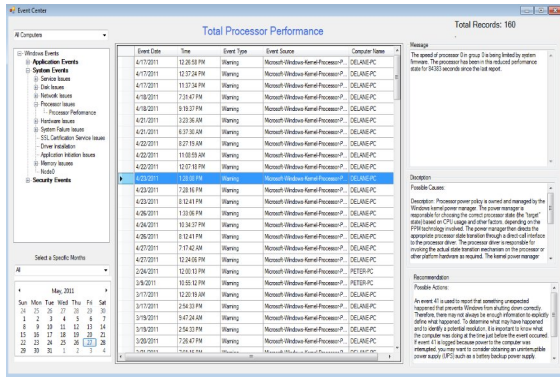 Event Center
All Computers
Total Processor Performance
Total Records: 160
Windows Events
Application Events
System Events
Service Issues
Disk Issues
Network Issues
Processor Issues
Processor Performance
Hardware Issues
System Failure Issues
SSL Certification Service Issues
Driver Installation
Application Initiation Issues
Memory Issues
Node0
Security Events
Select a Specific Months
All
May, 2011
Sun Mon Tue Wed Thu Fri Sat
24 25 26 27 28 29 30
1 2 3 4 5 6 7
8 9 10 11 12 13 14
15 16 17 18 19 20 21
22 23 24 25 26 27 28
29 30 31 1 2 3 4
Event Date Time Event Type Event Source Computer Name
4/17/2011 12:26:58 PM Warning Microsoft-Windows-Kernel-Processor-P... DELANE-PC
4/17/2011 12:37:24 PM Warning Microsoft-Windows-Kernel-Processor-P... DELANE-PC
4/17/2011 11:37:34 PM Warning Microsoft-Windows-Kernel-Processor-P... DELANE-PC
4/18/2011 7:31:47 PM Warning Microsoft-Windows-Kernel-Processor-P... DELANE-PC
4/18/2011 9:19:37 PM Warning Microsoft-Windows-Kernel-Processor-P... DELANE-PC
4/21/2011 3:23:36 AM Warning Microsoft-Windows-Kernel-Processor-P... DELANE-PC
4/21/2011 6:37:30 AM Warning Microsoft-Windows-Kernel-Processor-P... DELANE-PC
4/22/2011 8:27:19 AM Warning Microsoft-Windows-Kernel-Processor-P... DELANE-PC
4/22/2011 11:00:59 AM Warning Microsoft-Windows-Kernel-Processor-P... DELANE-PC
4/22/2011 12:07:18 PM Warning Microsoft-Windows-Kernel-Processor-P... DELANE-PC
4/23/2011 1:28:00 PM Warning Microsoft-Windows-Kernel-Processor-P... DELANE-PC
4/23/2011 7:28:16 PM Warning Microsoft-Windows-Kernel-Processor-P... DELANE-PC
4/23/2011 8:12:41 PM Warning Microsoft-Windows-Kernel-Processor-P... DELANE-PC
4/26/2011 1:33:06 PM Warning Microsoft-Windows-Kernel-Processor-P... DELANE-PC
4/24/2011 10:34:37 PM Warning Microsoft-Windows-Kernel-Processor-P... DELANE-PC
4/26/2011 8:12:41 PM Warning Microsoft-Windows-Kernel-Processor-P... DELANE-PC
4/27/2011 7:17:42 AM Warning Microsoft-Windows-Kernel-Processor-P... DELANE-PC
4/27/2011 12:24:06 PM Warning Microsoft-Windows-Kernel-Processor-P... DELANE-PC
2/24/2011 12:00:13 PM Warning Microsoft-Windows-Kernel-Processor-P... PETER-PC
3/8/2011 10:55:12 PM Warning Microsoft-Windows-Kernel-Processor-P... PETER-PC
3/17/2011 12:20:19 AM Warning Microsoft-Windows-Kernel-Processor-P... DELANE-PC
3/17/2011 2:54:03 PM Warning Microsoft-Windows-Kernel-Processor-P... DELANE-PC
3/19/2011 9:47:24 AM Warning Microsoft-Windows-Kernel-Processor-P... DELANE-PC
3/19/2011 2:54:33 PM Warning Microsoft-Windows-Kernel-Processor-P... DELANE-PC
3/20/2011 7:26:47 PM Warning Microsoft-Windows-Kernel-Processor-P... DELANE-PC
Message
The speed of processor 0 in group 0 is being limited by system
firmware. The processor has been in this reduced performance
state for 84383 seconds since the last report.
Discription
Possible Causes:
Description: Processor power policy is owned and managed by the
Windows kernel power manager. The power manager is
responsible for choosing the correct processor state (the "target"
state) based on CPU usage and other factors, depending on the
PPM technology involved. The power manager then directs the
appropriate processor state transition through a direct call interface
to the processor driver. The processor driver is responsible for
invoking the actual state transition mechanism on the processor or
other platform hardware as required. The kernel power manager
Recommendation
Possible Actions:
An event 41 is used to report that something unexpected
happened that prevents Windows from shutting down correctly.
Therefore, there may not always be enough information to explicitly
define what happened. To determine what may have happened
and to identify a potential resolution, it is important to know what
the computer was doing at the time just before the event occurred.
If event 41 is logged because power to the computer was
interrupted, you may want to consider obtaining an uninterruptible
power supply (UPS) such as a battery backup power supply.